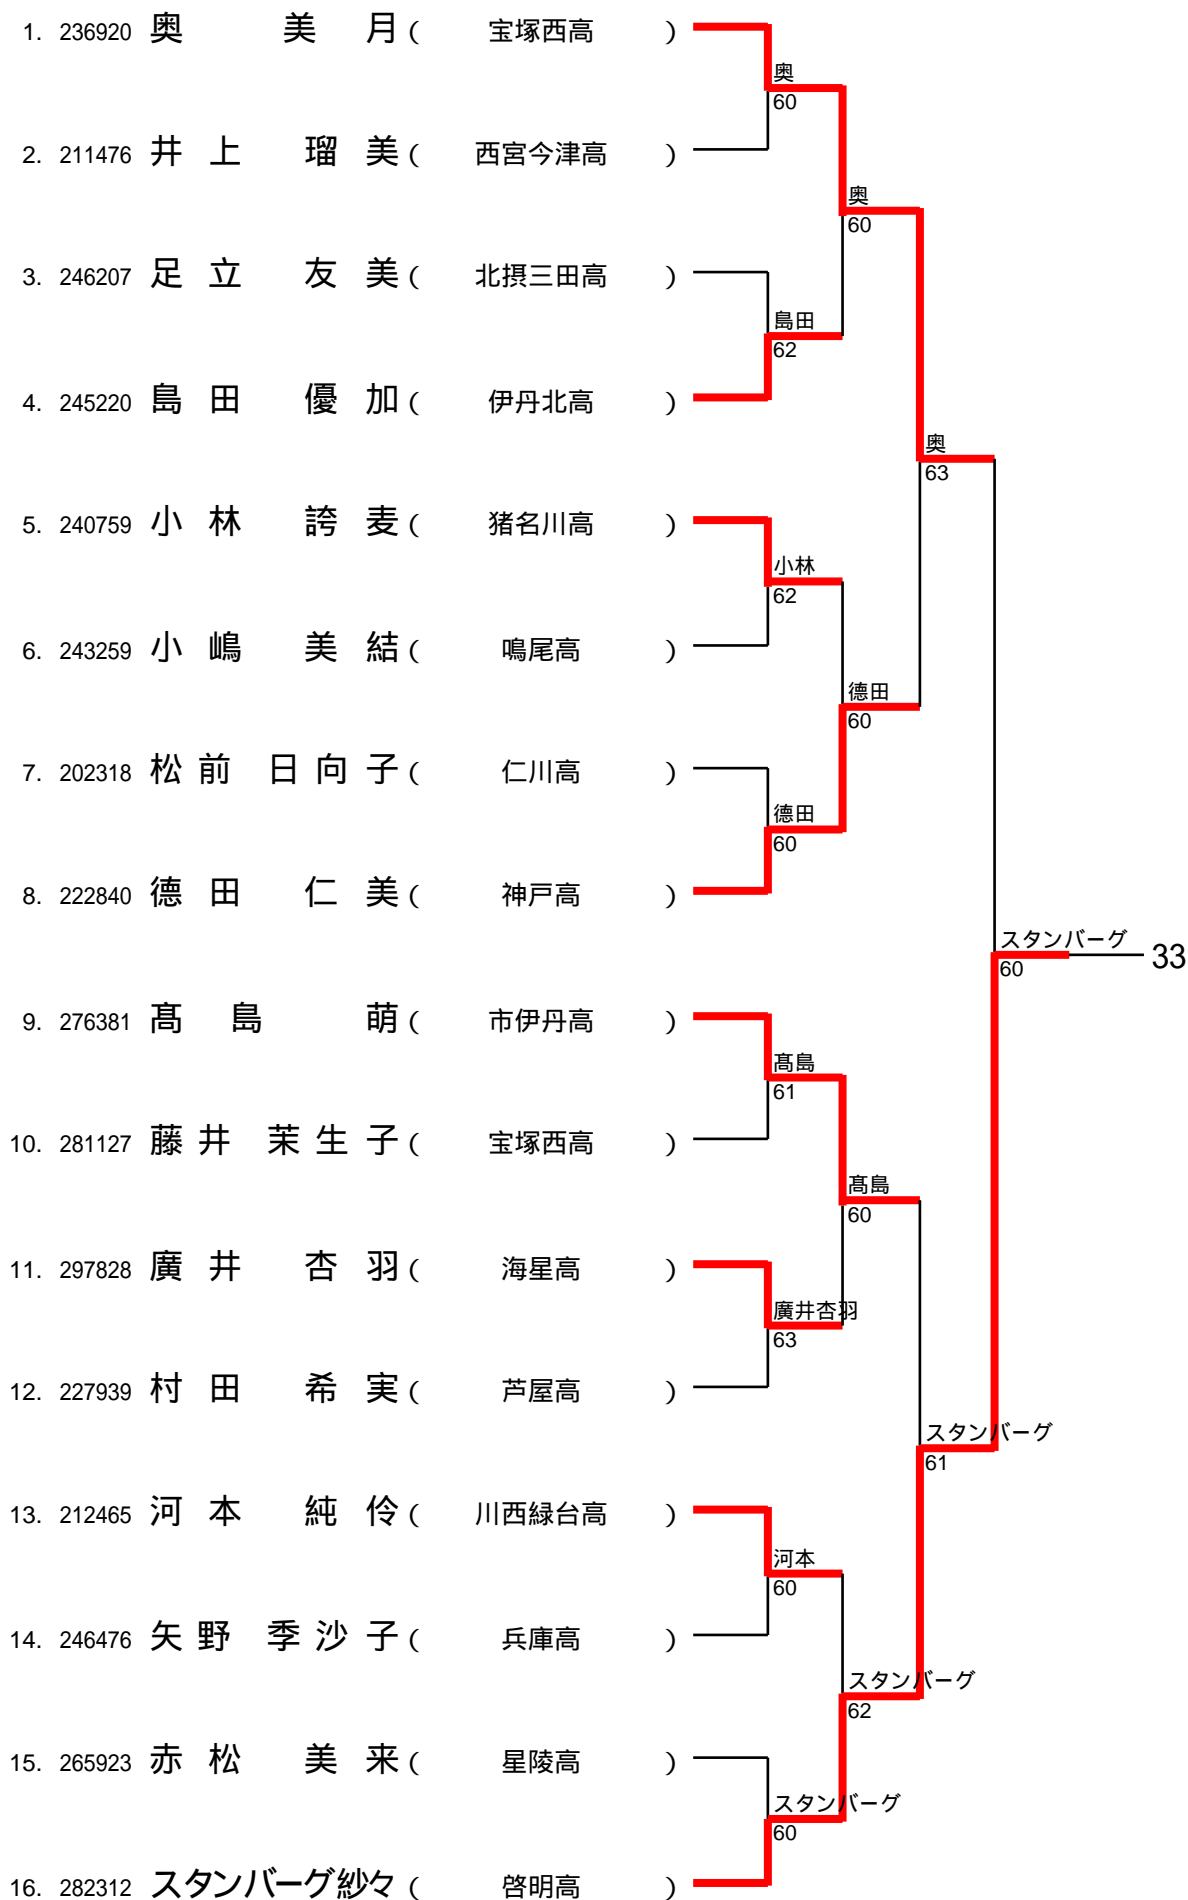 1. 236920 奥 美 月 ( 宝塚西高 )
奥
60
2. 211476 井 上 瑠 美 ( 西宮今津高 )
奥
60
3. 246207 足 立 友 美 ( 北摂三田高 )
島田
62
4. 245220 島 田 優 加 ( 伊丹北高 )
奥
63
5. 240759 小 林 誇 麦 ( 猪名川高 )
小林
62
6. 243259 小 嶋 美 結 ( 鳴尾高 )
徳田
60
7. 202318 松 前 日 向 子 ( 仁川高 )
徳田
60
8. 222840 德 田 仁 美 ( 神戸高 )
スタンバーグ
60
33
9. 276381 髙 島 萌 ( 市伊丹高 )
髙島
61
10. 281127 藤 井 茉 生 子 ( 宝塚西高 )
髙島
60
11. 297828 廣 井 杏 羽 ( 海星高 )
廣井杏羽
63
12. 227939 村 田 希 実 ( 芦屋高 )
スタンバーグ
61
13. 212465 河 本 純 伶 ( 川西緑台高 )
河本
60
14. 246476 矢 野 季 沙 子 ( 兵庫高 )
スタンバーグ
62
15. 265923 赤 松 美 来 ( 星陵高 )
スタンバーグ
60
16. 282312 スタンバーグ紗々 ( 啓明高 )